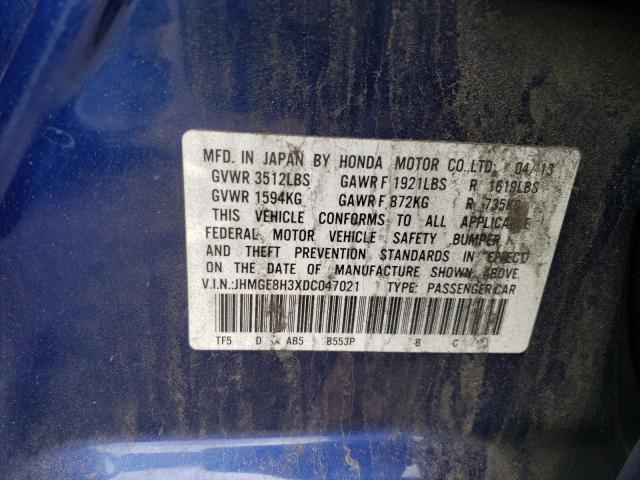 MFD. IN JAPAN BY HONDA MOTOR CO.,LTD. 04/13
GVWR 3512LBS GAWR F 1921LBS R 1619LBS
GVWR 1594KG GAWR F 872KG R 735KG
THIS VEHICLE CONFORMS TO ALL APPLICABLE
FEDERAL MOTOR VEHICLE SAFETY BUMPER,
AND THEFT PREVENTION STANDARDS IN EFFECT
ON THE DATE OF MANUFACTURE SHOWN ABOVE.
V.I.N.:JHMGE8H3XDC047021 TYPE: PASSENGER CAR
TF5 D AB5 B553P B C